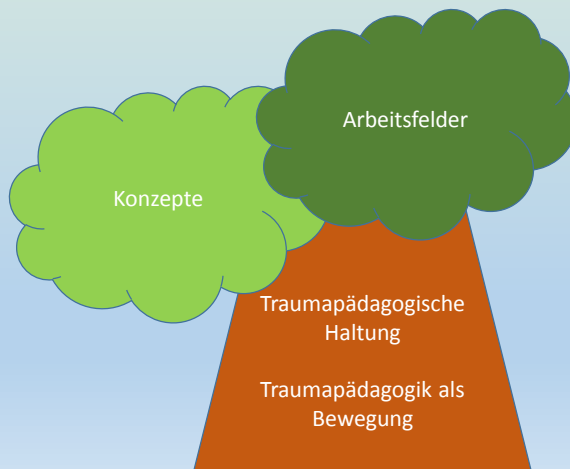 Arbeitsfelder
Konzepte
Traumapädagogische
Haltung
Traumapädagogik als
Bewegung